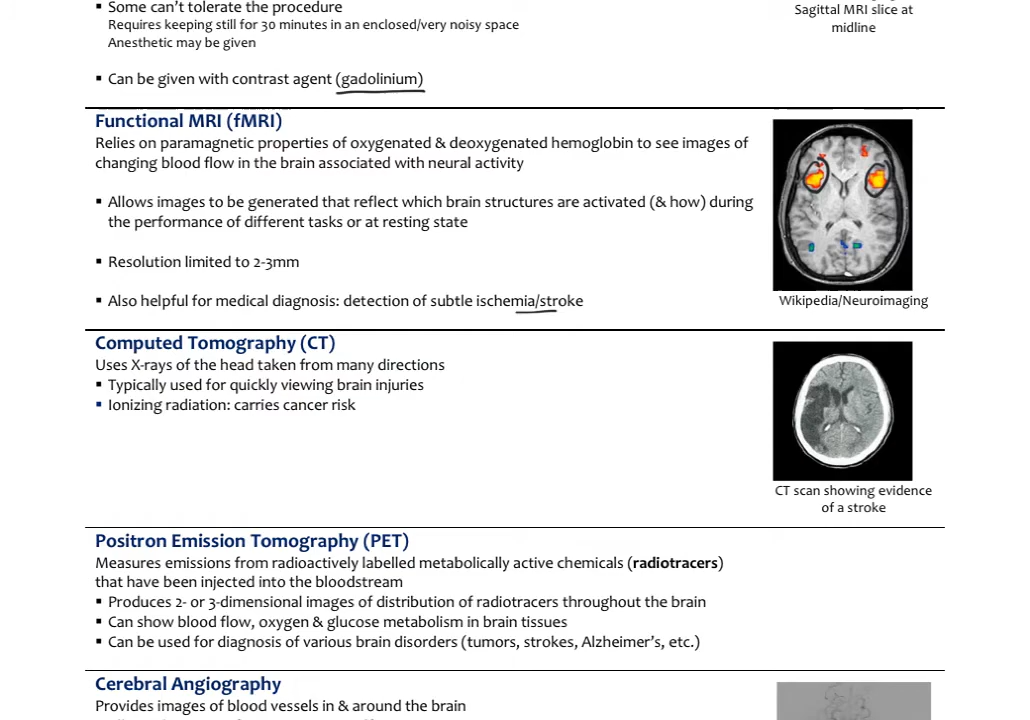 ▪ Some can't tolerate the procedure
Requires keeping still for 30 minutes in an enclosed/very noisy space
Anesthetic may be given
▪ Can be given with contrast agent (gadolinium)
Sagittal MRI slice at
midline
Functional MRI (fMRI)
Relies on paramagnetic properties of oxygenated & deoxygenated hemoglobin to see images of
changing blood flow in the brain associated with neural activity
▪ Allows images to be generated that reflect which brain structures are activated (& how) during
the performance of different tasks or at resting state
▪ Resolution limited to 2-3mm
▪ Also helpful for medical diagnosis: detection of subtle ischemia/stroke
Wikipedia/Neuroimaging
Computed Tomography (CT)
Uses X-rays of the head taken from many directions
▪ Typically used for quickly viewing brain injuries
▪ Ionizing radiation: carries cancer risk
CT scan showing evidence
of a stroke
Positron Emission Tomography (PET)
Measures emissions from radioactively labelled metabolically active chemicals (radiotracers)
that have been injected into the bloodstream
▪ Produces 2- or 3-dimensional images of distribution of radiotracers throughout the brain
▪ Can show blood flow, oxygen & glucose metabolism in brain tissues
▪ Can be used for diagnosis of various brain disorders (tumors, strokes, Alzheimer's, etc.)
Cerebral Angiography
Provides images of blood vessels in & around the brain